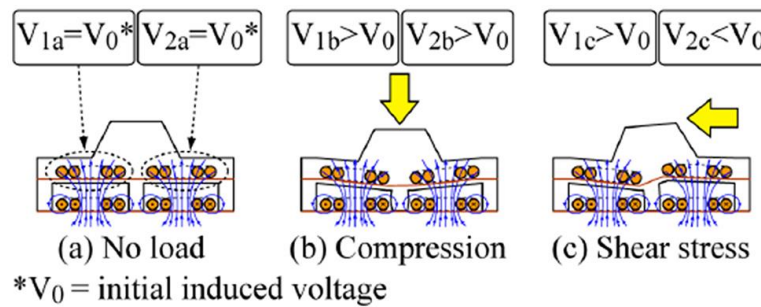 V₁ₐ=V₀* V₂ₐ=V₀* V₁b>V₀ V₂b>V₀ V₁c>V₀ V₂c<V₀
(a) No load (b) Compression (c) Shear stress
*V₀ = initial induced voltage